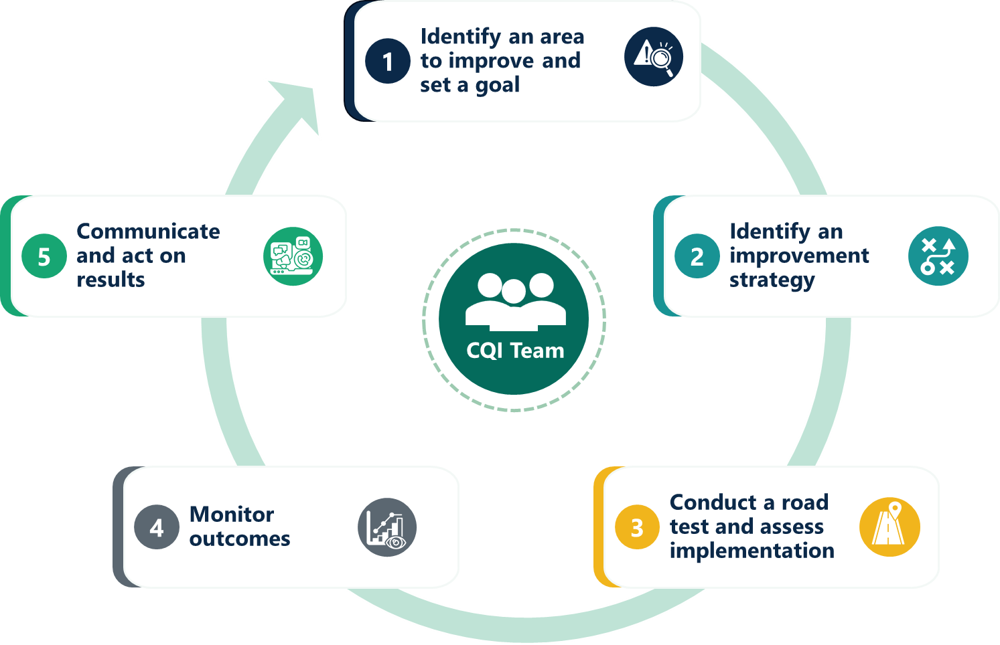 1
Identify an area
to improve and
set a goal
2
Identify an
improvement
strategy
3
Conduct a road
test and assess
implementation
4
Monitor
outcomes
5
Communicate
and act on
results
CQI Team